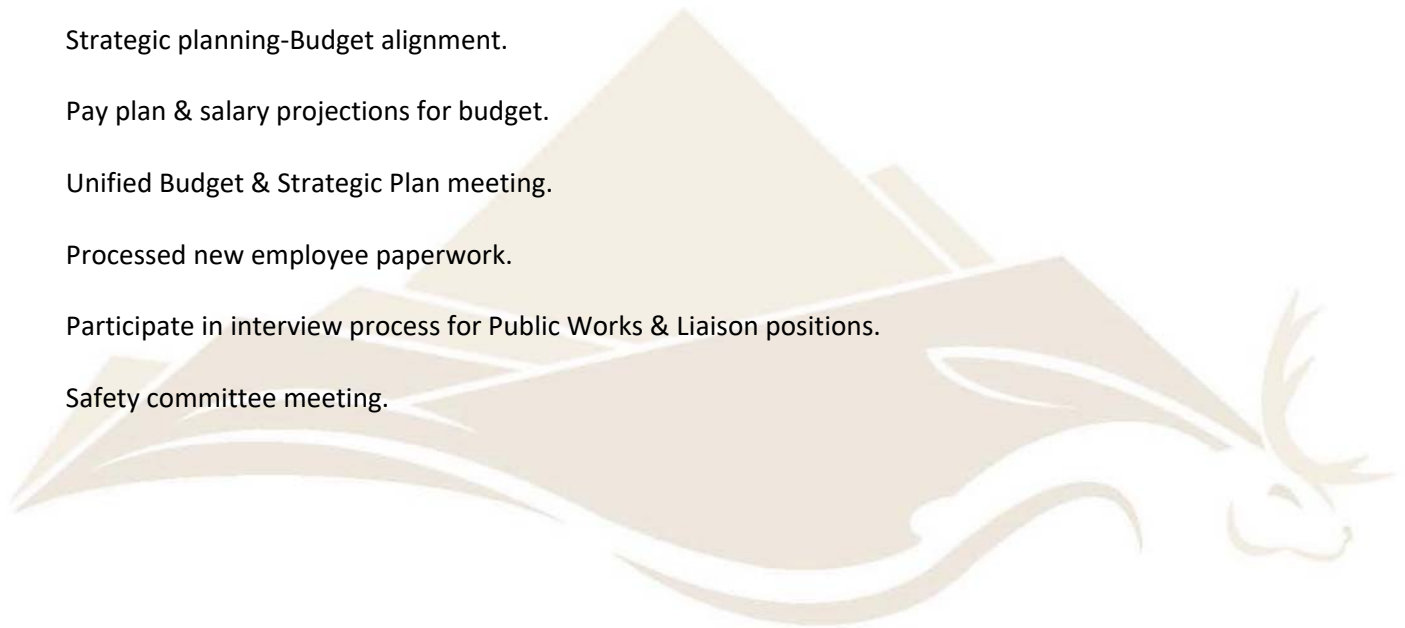 Strategic planning-Budget alignment.
Pay plan & salary projections for budget.
Unified Budget & Strategic Plan meeting.
Processed new employee paperwork.
Participate in interview process for Public Works & Liaison positions.
Safety committee meeting.